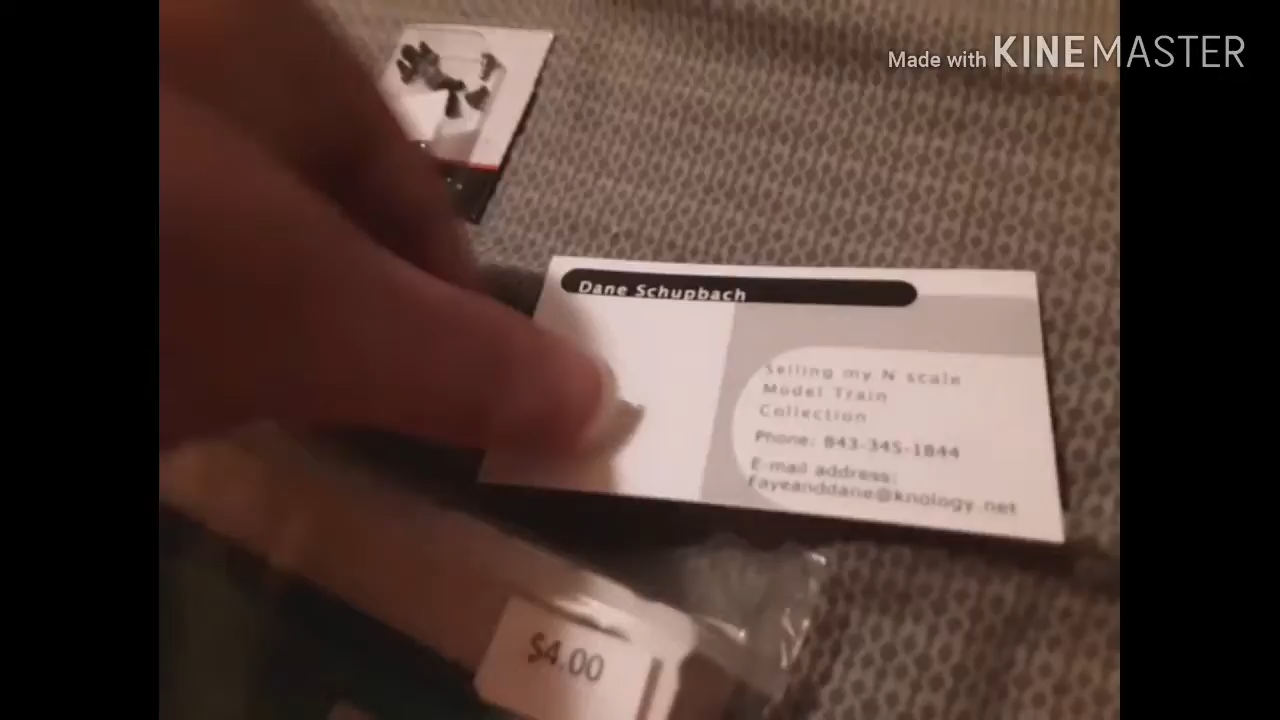 Made with KINEMASTER
Dane Schupbach
Selling my N scale
Model Train
Collection
Phone: 843-345-1844
E-mail address:
Fayeanddane@knology.net
$4.00